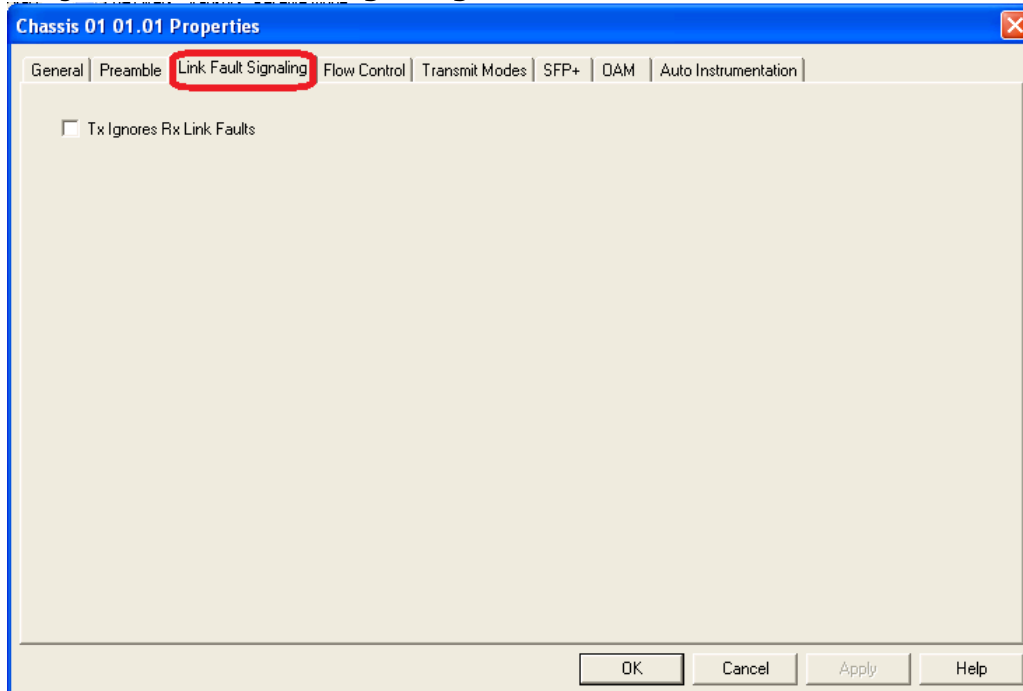 Chassis 01 01.01 Properties
General Preamble Link Fault Signaling Flow Control Transmit Modes SFP+ OAM Auto Instrumentation
Tx Ignores Rx Link Faults
OK Cancel Apply Help